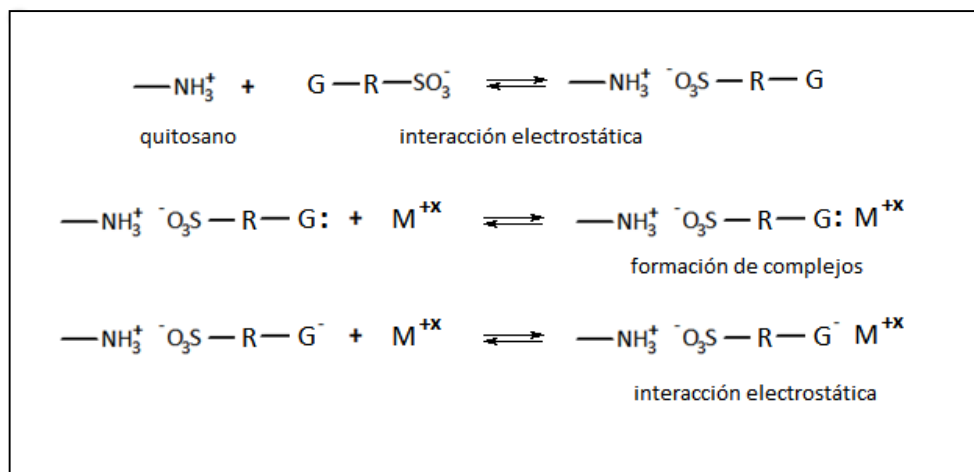 —NH₃⁺ + G—R—SO₃⁻ ⇌ —NH₃⁺ ⁻O₃S—R—G
quitosano interacción electrostática
—NH₃⁺ ⁻O₃S—R—G: + M⁺ˣ ⇌ —NH₃⁺ ⁻O₃S—R—G: M⁺ˣ
formación de complejos
—NH₃⁺ ⁻O₃S—R—G⁻ + M⁺ˣ ⇌ —NH₃⁺ ⁻O₃S—R—G⁻ M⁺ˣ
interacción electrostática